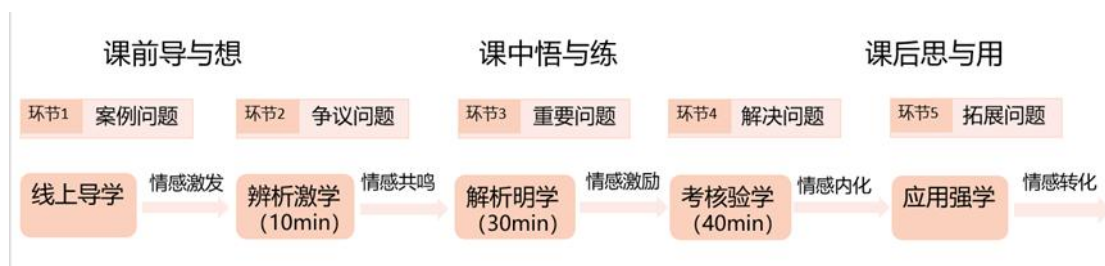 课前导与想
课中悟与练
课后思与用
环节1 案例问题
环节2 争议问题
环节3 重要问题
环节4 解决问题
环节5 拓展问题
线上导学
情感激发
辨析激学
(10min)
情感共鸣
解析明学
(30min)
情感激励
考核验学
(40min)
情感内化
应用强学
情感转化